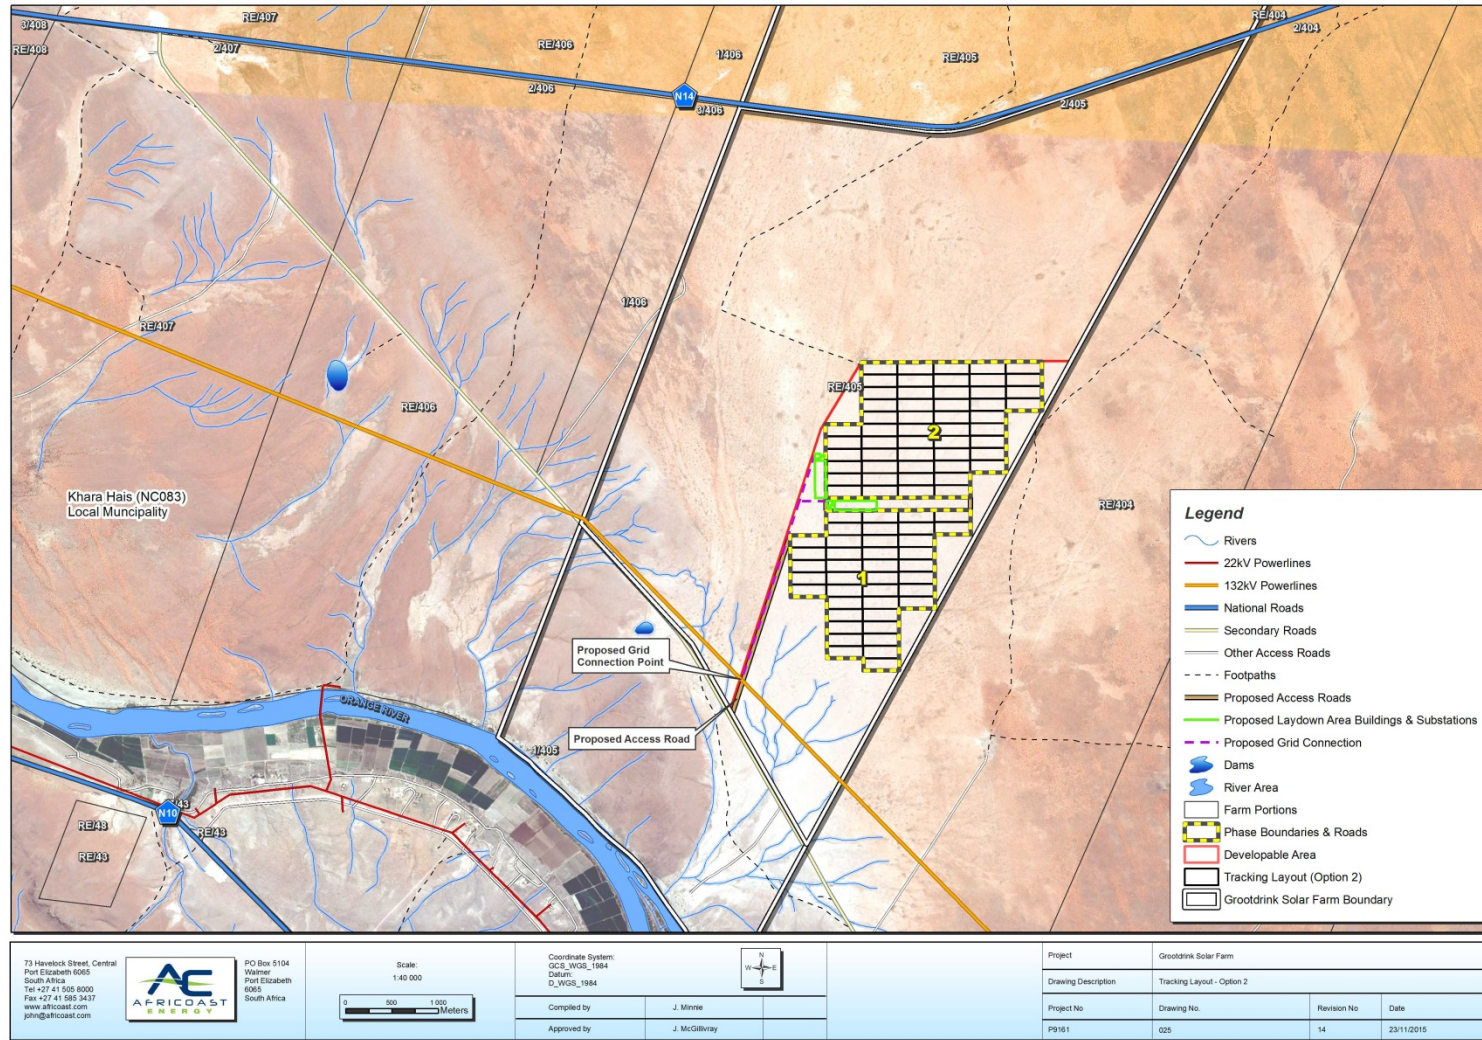 RE/407
3/408
RE/408
2/407
RE/406
1/406
2/406
N14
3/406
RE/405
RE/404
2/404
2/405
1/406
RE/407
RE/406
RE/405
RE/404
2
1
Khara Hais (NC083)
Local Muncipality
Proposed Grid
Connection Point
Proposed Access Road
ORANGE RIVER
N10
RE/43
RE/43
Legend
Rivers
22kV Powerlines
132kV Powerlines
National Roads
Secondary Roads
Other Access Roads
Footpaths
Proposed Access Roads
Proposed Laydown Area Buildings & Substations
Proposed Grid Connection
Dams
River Area
Farm Portions
Phase Boundaries & Roads
Developable Area
Tracking Layout (Option 2)
Grootdrink Solar Farm Boundary
73 Havelock Street, Central
Port Elizabeth 6065
South Africa
Tel +27 41 505 8000
Fax +27 41 585 3437
www.africoast.com
john@africoast.com
AC
AFRICOAST
ENERGY
PO Box 5104
Walmer
Port Elizabeth
6065
South Africa
Scale:
1:40 000
0 500 1 000
Meters
Coordinate System:
GCS_WGS_1984
Datum:
D_WGS_1984
N
W E
S
Compiled by J. Minnie
Approved by J. McGillivray
Project Grootdrink Solar Farm
Drawing Description Tracking Layout - Option 2
Project No Drawing No. Revision No Date
P9161 025 14 23/11/2015